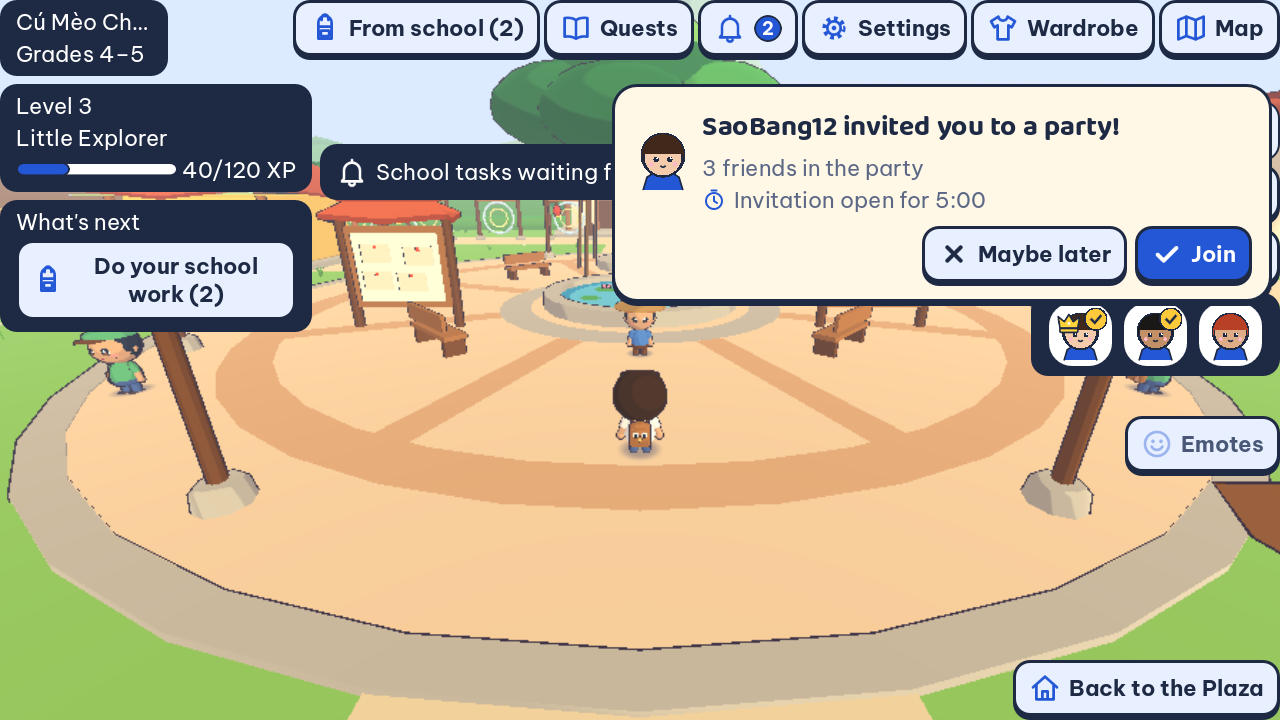 Cú Mèo Ch...
Grades 4–5
From school (2)
Quests
2
Settings
Wardrobe
Map
Level 3
Little Explorer
40/120 XP
School tasks waiting f
SaoBang12 invited you to a party!
3 friends in the party
Invitation open for 5:00
Maybe later
Join
What's next
Do your school
work (2)
Emotes
Back to the Plaza